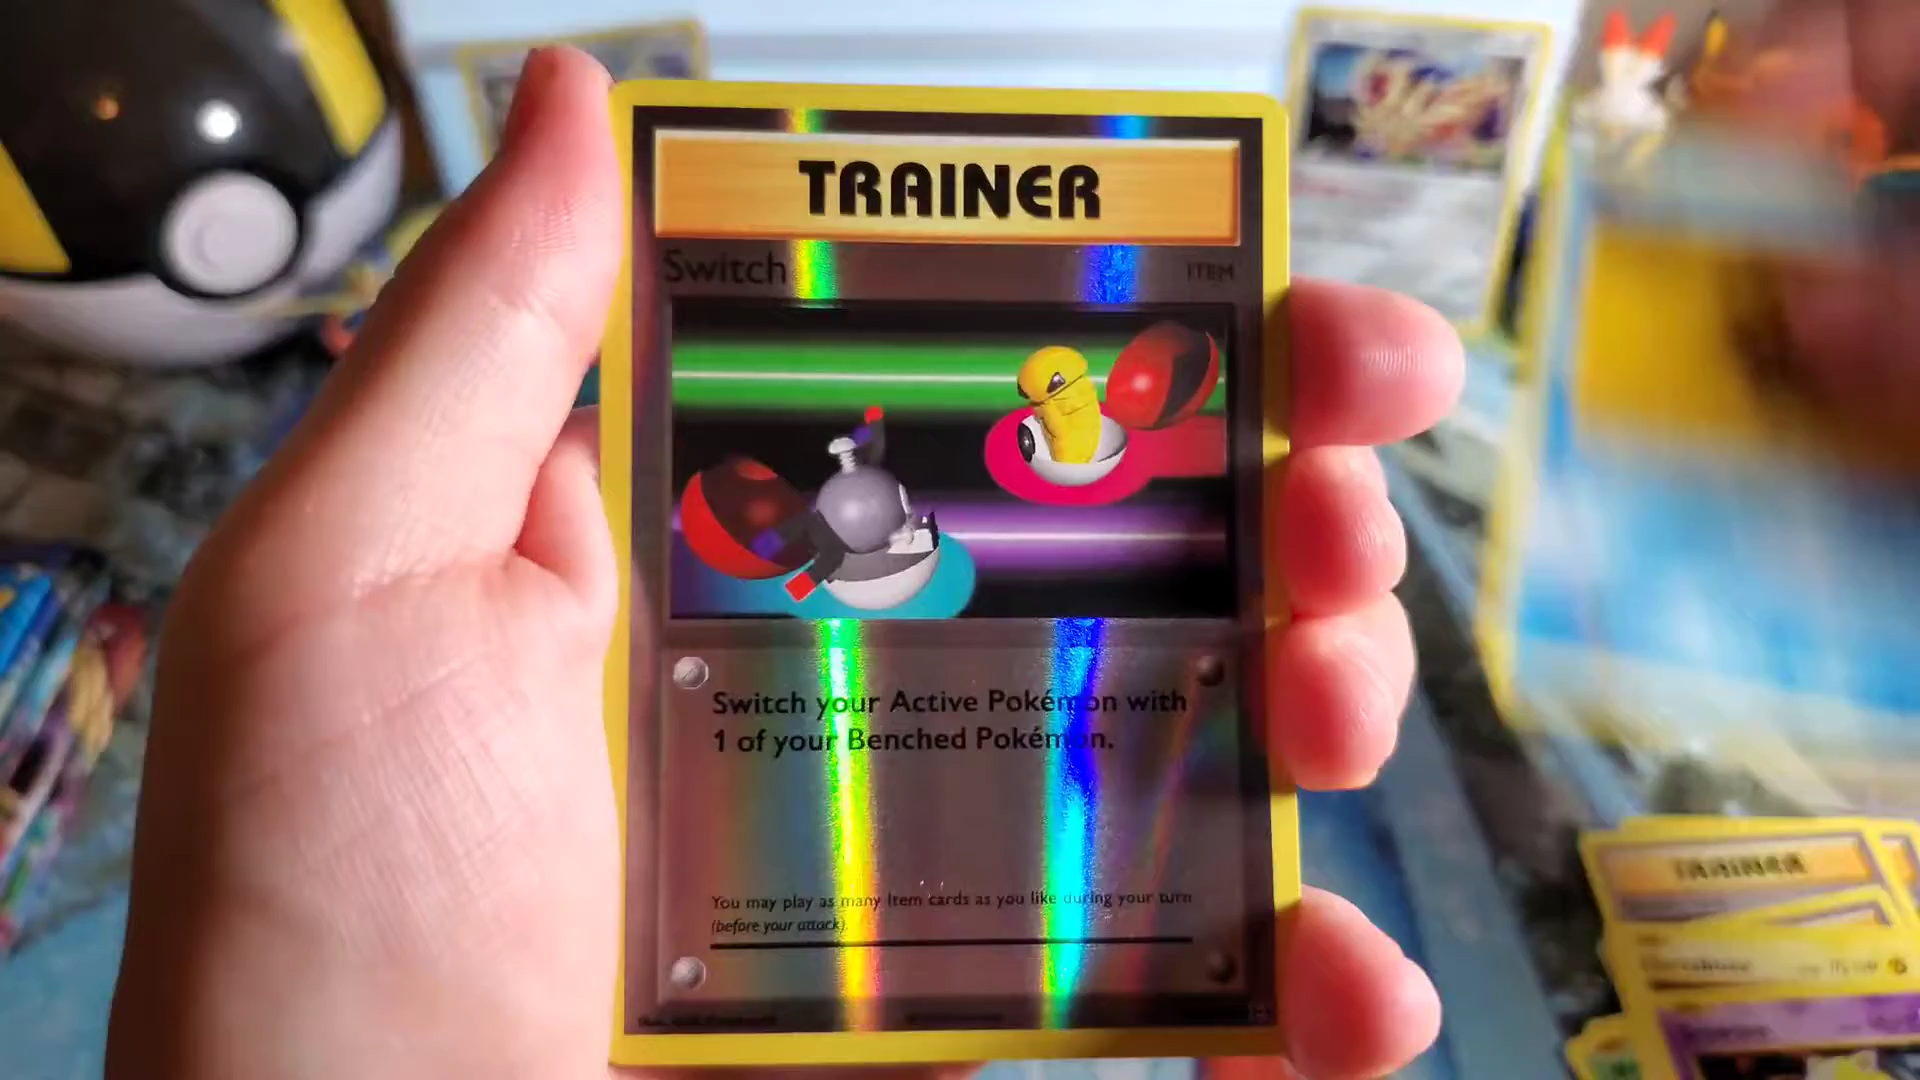 TRAINER
Switch
ITEM
Switch your Active Pokémon with
1 of your Benched Pokémon.
You may play as many Item cards as you like during your turn
(before your attack).
TRAINER